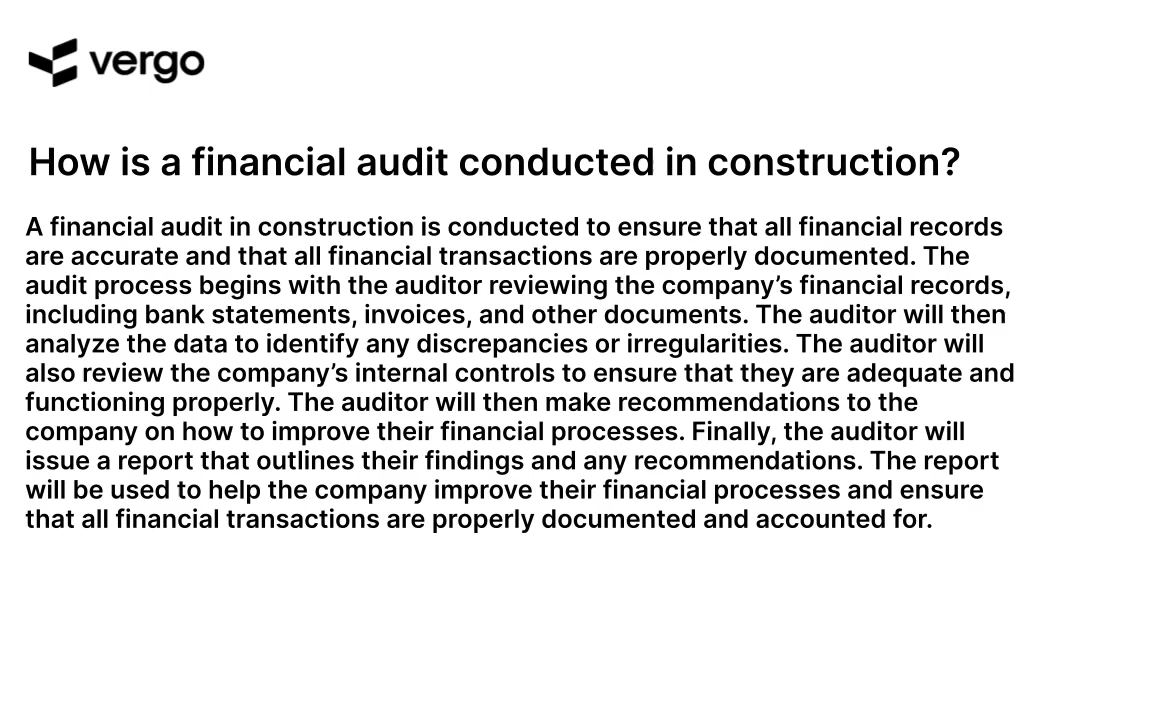 vergo
How is a financial audit conducted in construction?
A financial audit in construction is conducted to ensure that all financial records
are accurate and that all financial transactions are properly documented. The
audit process begins with the auditor reviewing the company’s financial records,
including bank statements, invoices, and other documents. The auditor will then
analyze the data to identify any discrepancies or irregularities. The auditor will
also review the company’s internal controls to ensure that they are adequate and
functioning properly. The auditor will then make recommendations to the
company on how to improve their financial processes. Finally, the auditor will
issue a report that outlines their findings and any recommendations. The report
will be used to help the company improve their financial processes and ensure
that all financial transactions are properly documented and accounted for.